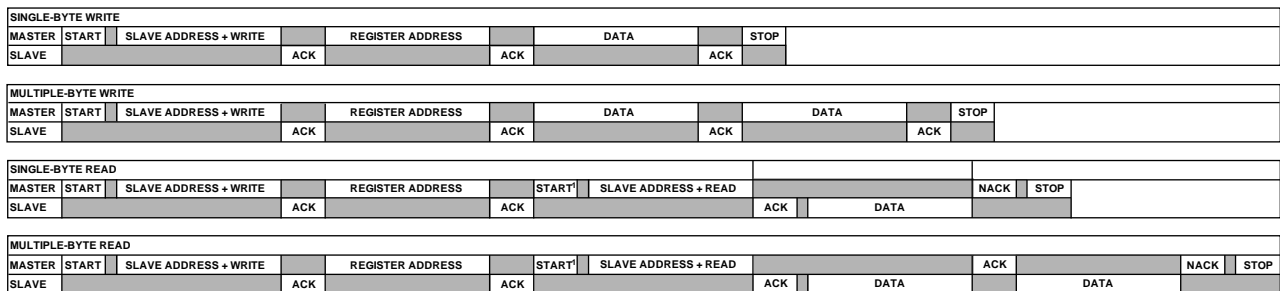 SINGLE-BYTE WRITE
MASTER START SLAVE ADDRESS + WRITE REGISTER ADDRESS DATA STOP
SLAVE ACK ACK ACK
MULTIPLE-BYTE WRITE
MASTER START SLAVE ADDRESS + WRITE REGISTER ADDRESS DATA DATA STOP
SLAVE ACK ACK ACK ACK
SINGLE-BYTE READ
MASTER START SLAVE ADDRESS + WRITE REGISTER ADDRESS START¹ SLAVE ADDRESS + READ NACK STOP
SLAVE ACK ACK ACK DATA
MULTIPLE-BYTE READ
MASTER START SLAVE ADDRESS + WRITE REGISTER ADDRESS START¹ SLAVE ADDRESS + READ ACK NACK STOP
SLAVE ACK ACK ACK DATA DATA